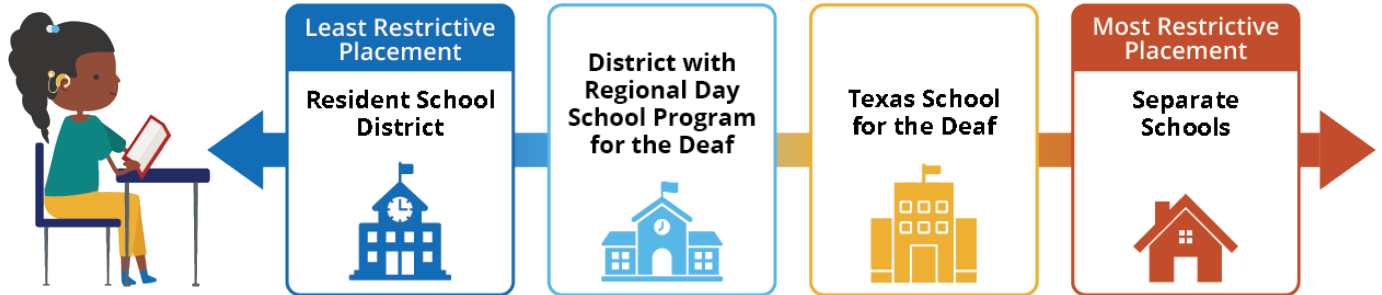 Least Restrictive
Placement
Resident School
District
District with
Regional Day
School Program
for the Deaf
Texas School
for the Deaf
Most Restrictive
Placement
Separate
Schools